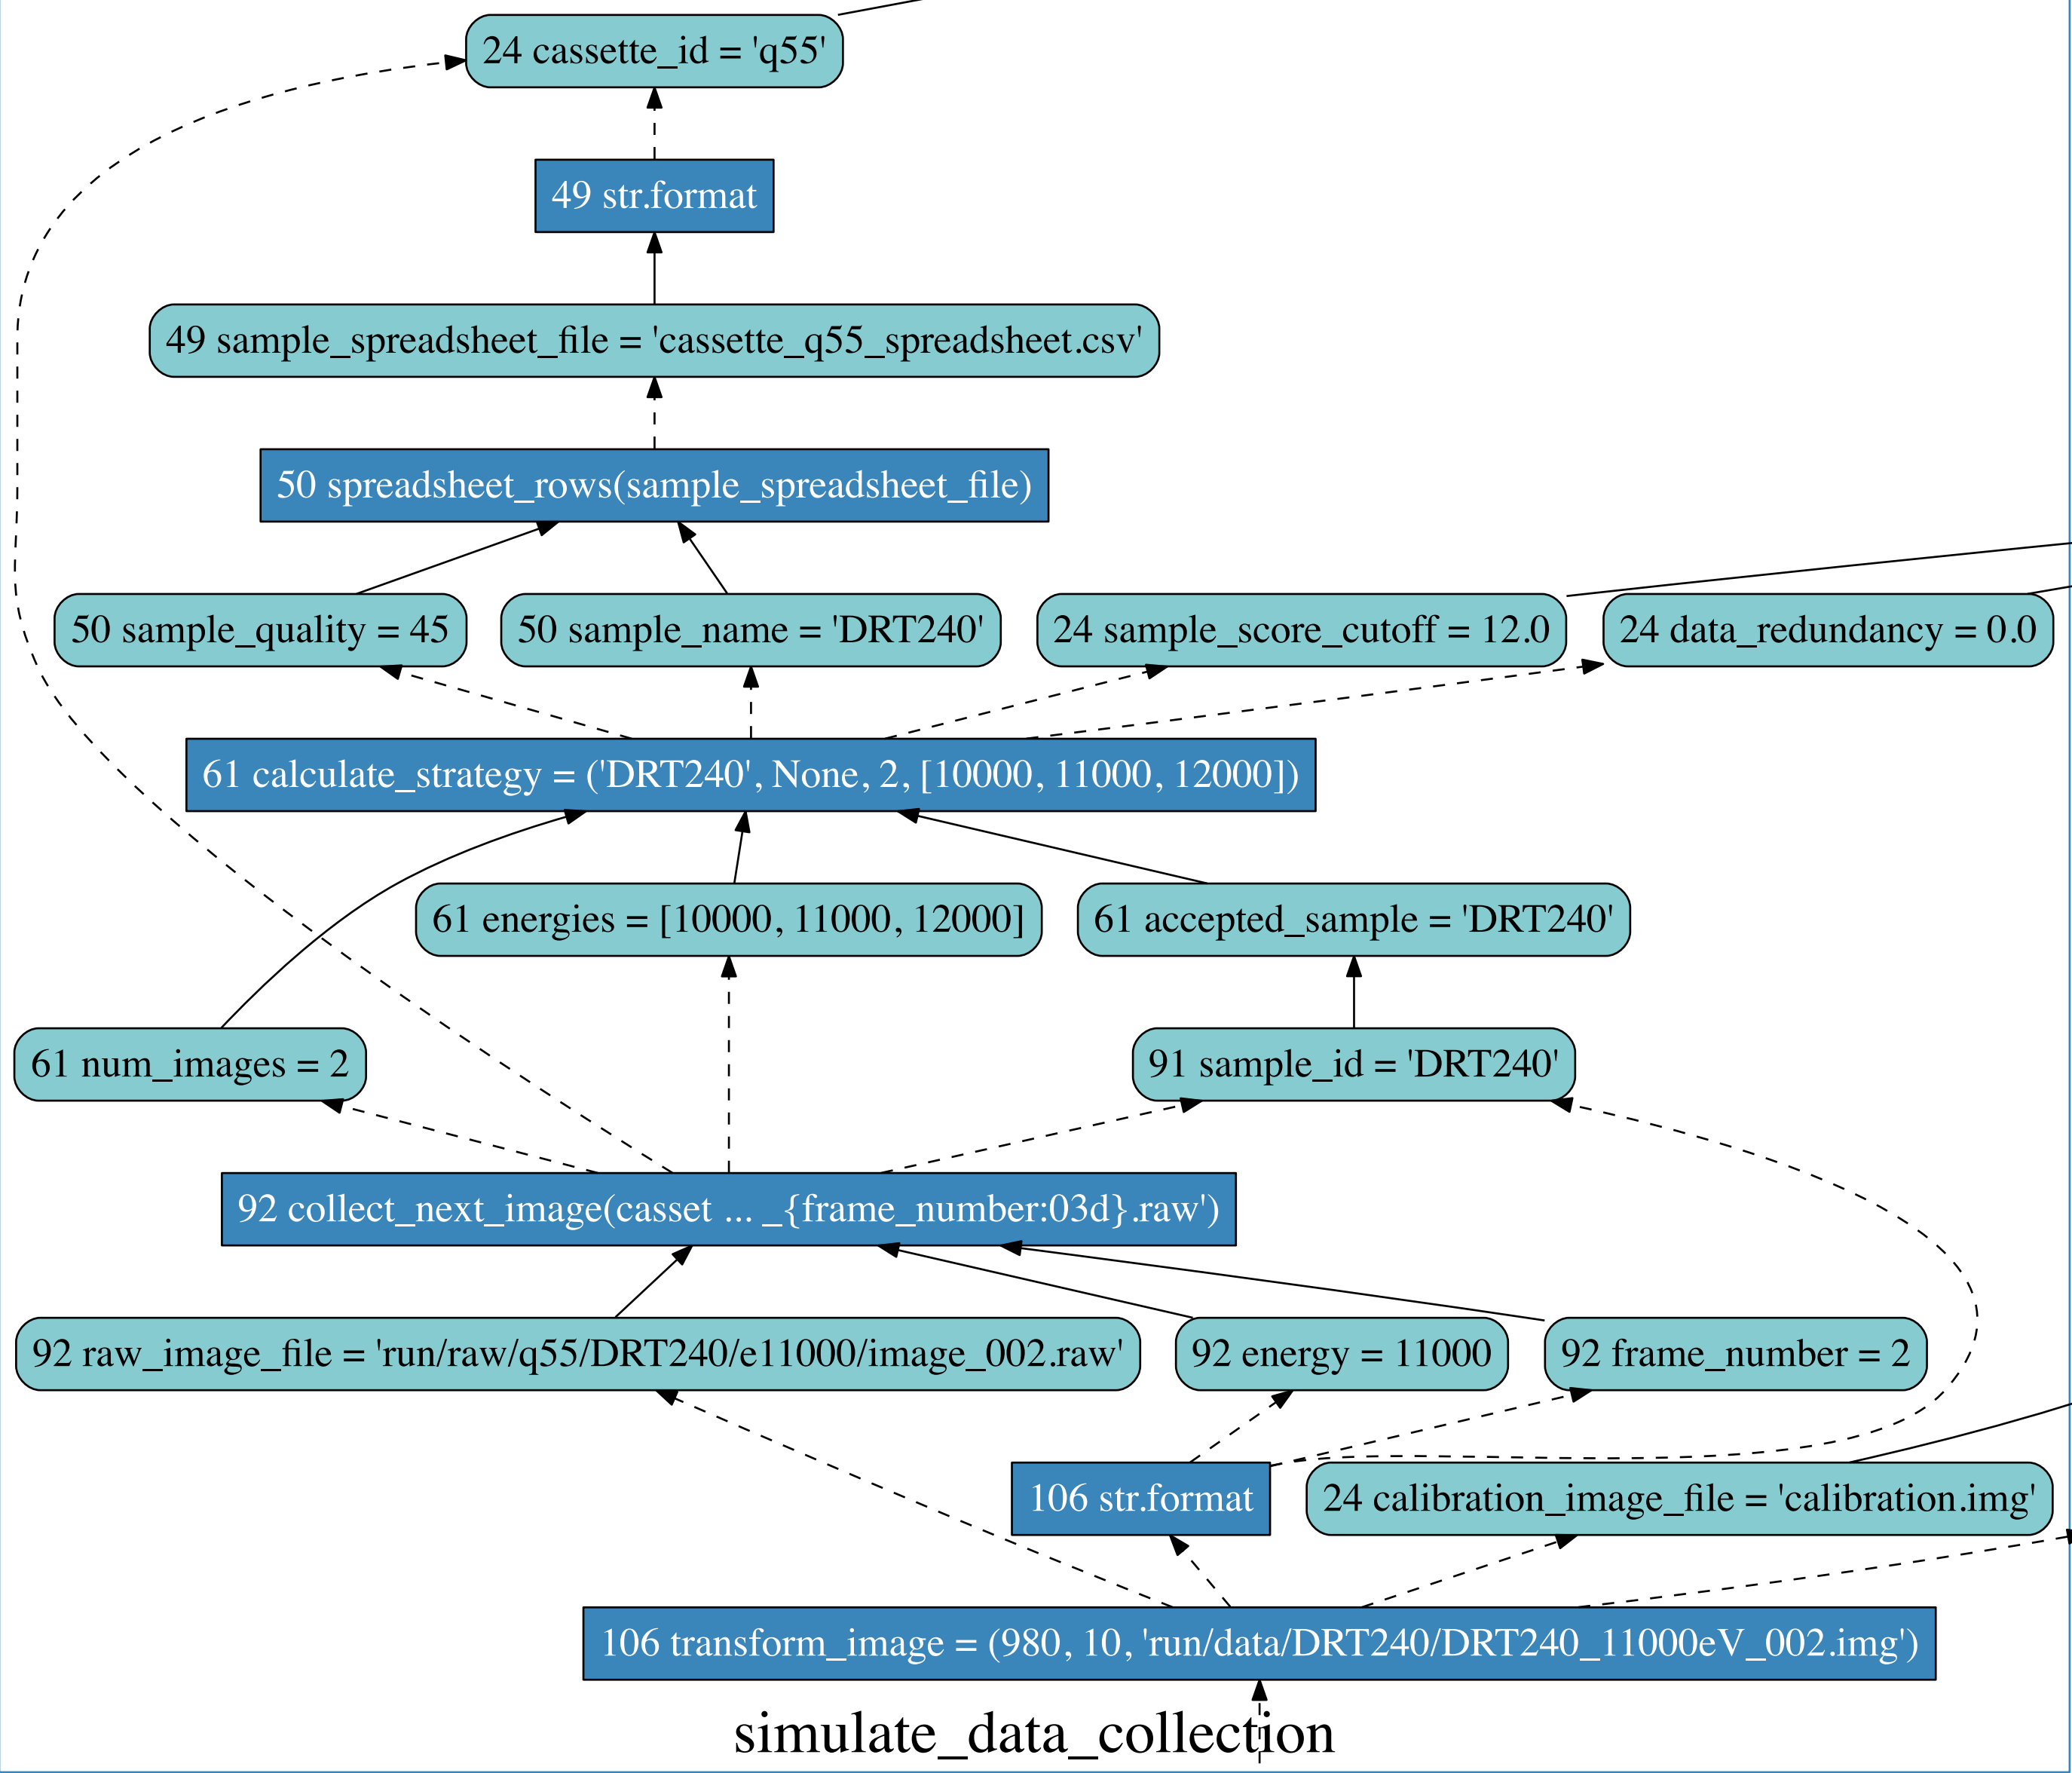 24 cassette_id = 'q55'
49 str.format
49 sample_spreadsheet_file = 'cassette_q55_spreadsheet.csv'
50 spreadsheet_rows(sample_spreadsheet_file)
50 sample_quality = 45
50 sample_name = 'DRT240'
24 sample_score_cutoff = 12.0
24 data_redundancy = 0.0
61 calculate_strategy = ('DRT240', None, 2, [10000, 11000, 12000])
61 energies = [10000, 11000, 12000]
61 accepted_sample = 'DRT240'
61 num_images = 2
91 sample_id = 'DRT240'
92 collect_next_image(casset ... _{frame_number:03d}.raw')
92 raw_image_file = 'run/raw/q55/DRT240/e11000/image_002.raw'
92 energy = 11000
92 frame_number = 2
106 str.format
24 calibration_image_file = 'calibration.img'
106 transform_image = (980, 10, 'run/data/DRT240/DRT240_11000eV_002.img')
simulate_data_collection